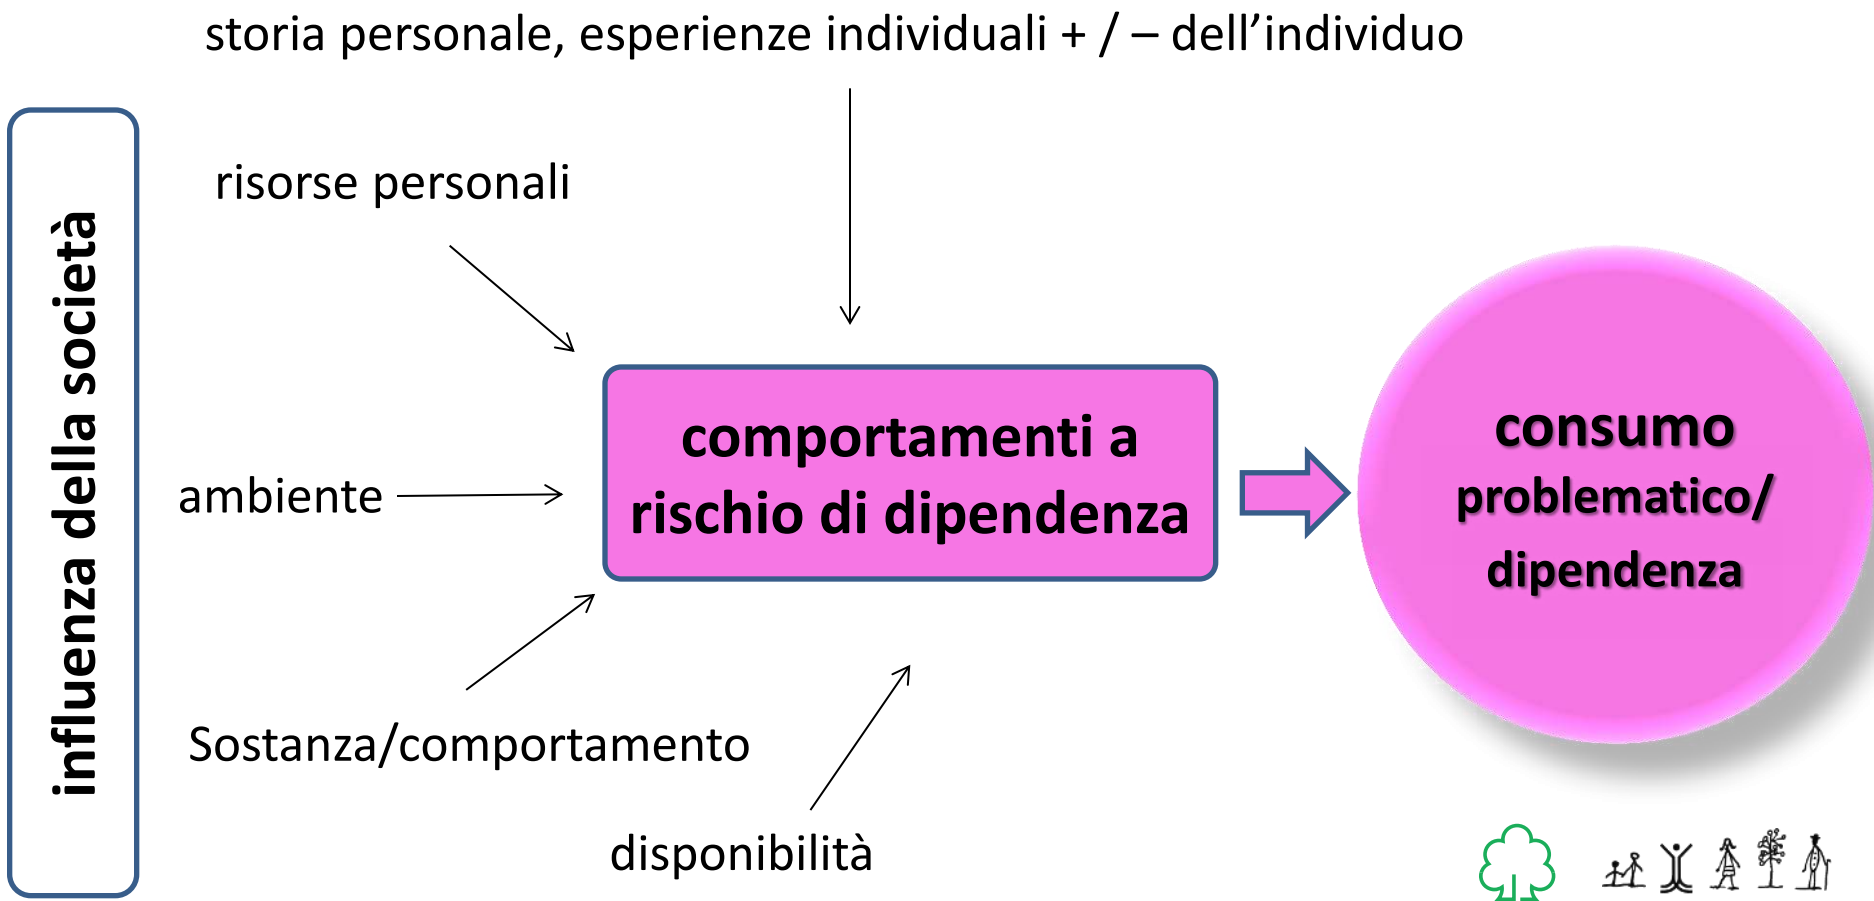 storia personale, esperienze individuali + / – dell’individuo
influenza della società
risorse personali
ambiente
comportamenti a
rischio di dipendenza
consumo
problematico/
dipendenza
Sostanza/comportamento
disponibilità